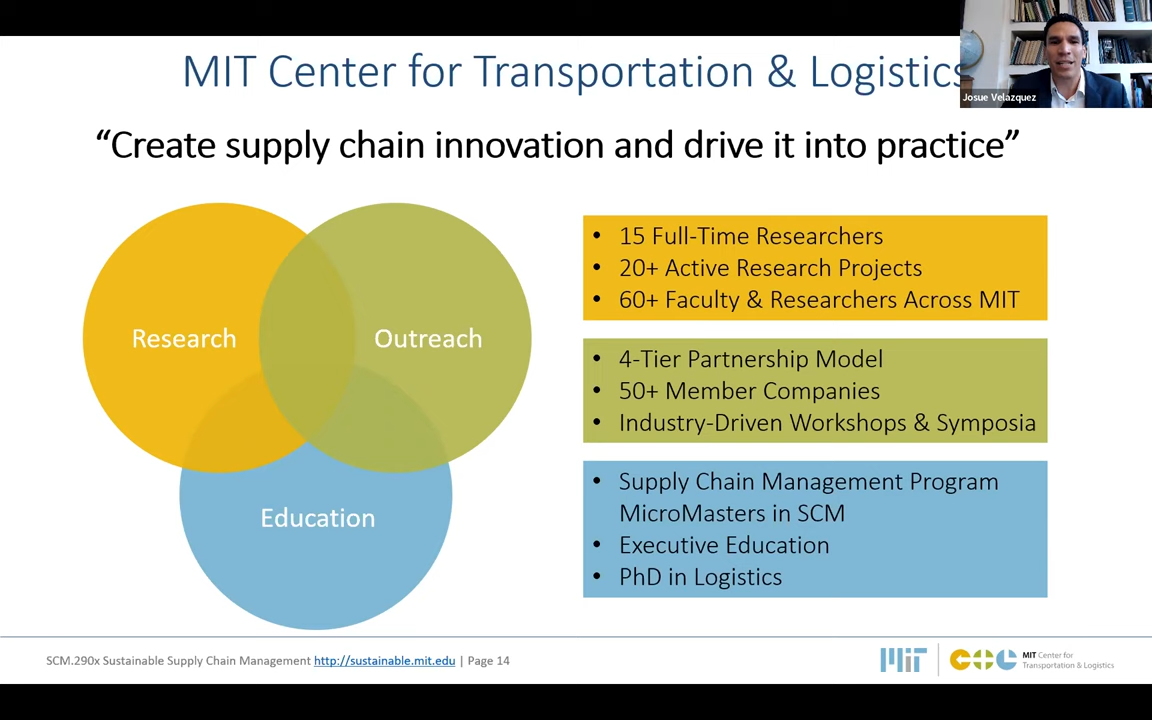 MIT Center for Transportation & Logistics
Josue Velazquez
“Create supply chain innovation and drive it into practice”
Research
Outreach
Education
• 15 Full-Time Researchers
• 20+ Active Research Projects
• 60+ Faculty & Researchers Across MIT
• 4-Tier Partnership Model
• 50+ Member Companies
• Industry-Driven Workshops & Symposia
• Supply Chain Management Program
MicroMasters in SCM
• Executive Education
• PhD in Logistics
SCM.290x Sustainable Supply Chain Management http://sustainable.mit.edu | Page 14
MIT
CTL
MIT Center for
Transportation & Logistics